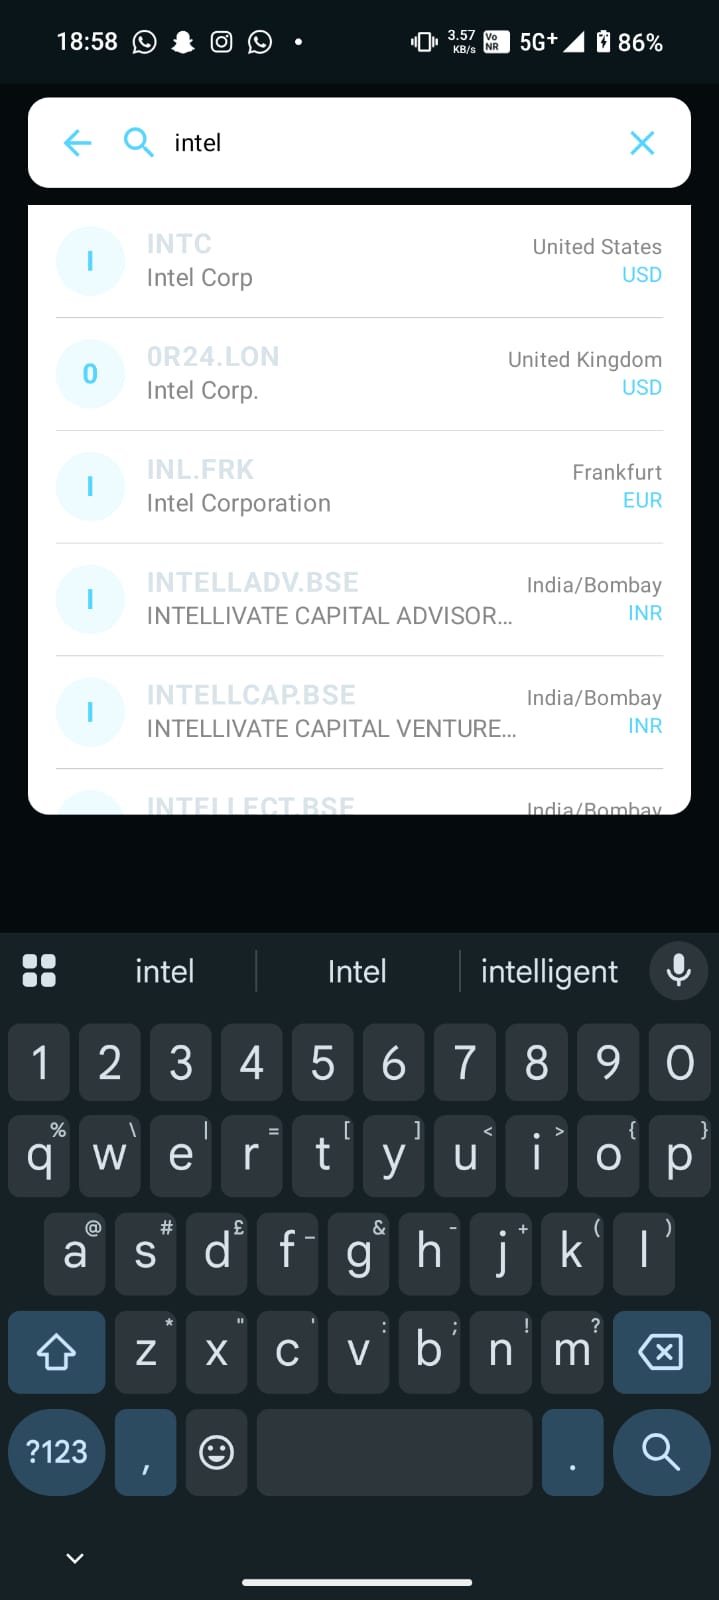 18:58 3.57 KB/s Vo NR 5G+ 86%
intel
I INTC United States
Intel Corp USD
0 0R24.LON United Kingdom
Intel Corp. USD
I INL.FRK Frankfurt
Intel Corporation EUR
I INTELLADV.BSE India/Bombay
INTELLIVATE CAPITAL ADVISOR... INR
I INTELLCAP.BSE India/Bombay
INTELLIVATE CAPITAL VENTURE... INR
INTELLECT.BSE India/Bombay
intel Intel intelligent
1 2 3 4 5 6 7 8 9 0
q % w \ e | r = t [ y ] u < i > o { p }
a @ s # d £ f _ g & h - j + k ( l )
z * x " c ' v : b ; n ! m ?
?123 , .